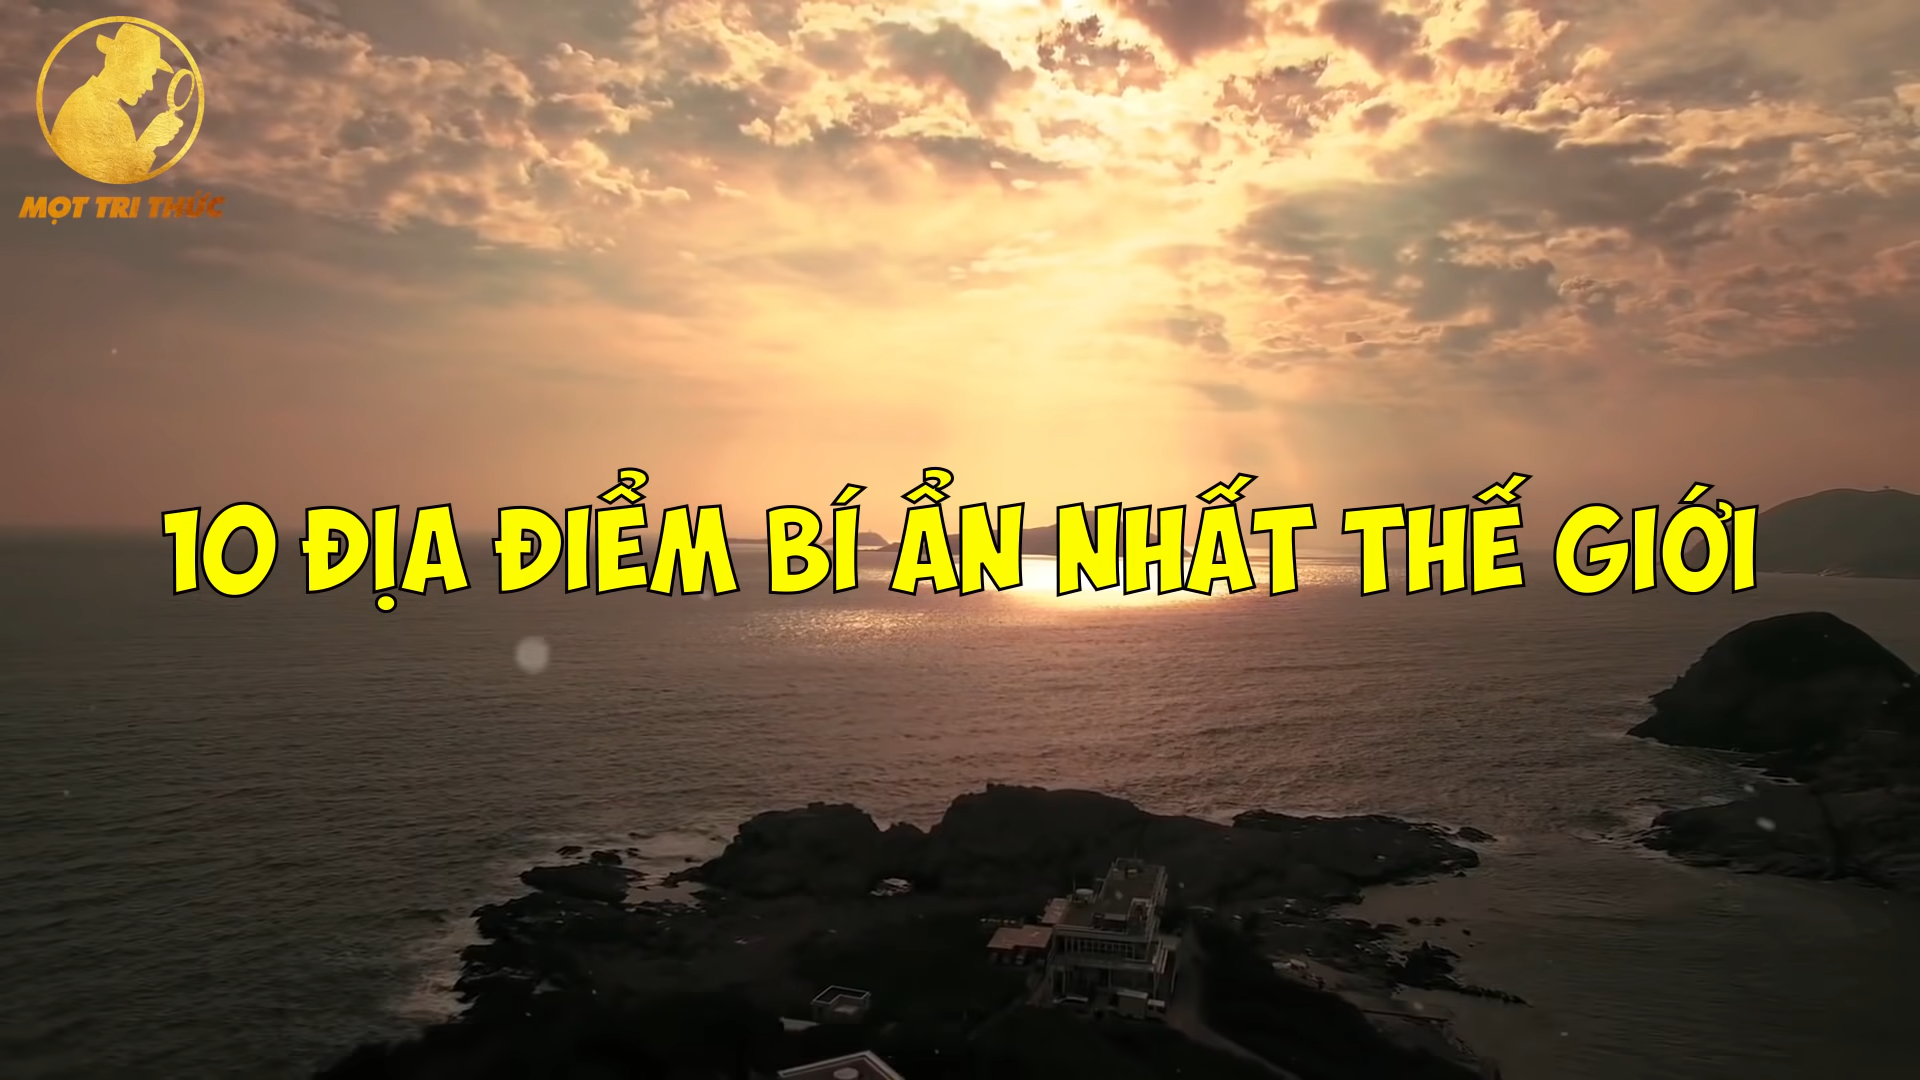 MỌT TRI THỨC
10 ĐỊA ĐIỂM BÍ ẨN NHẤT THẾ GIỚI